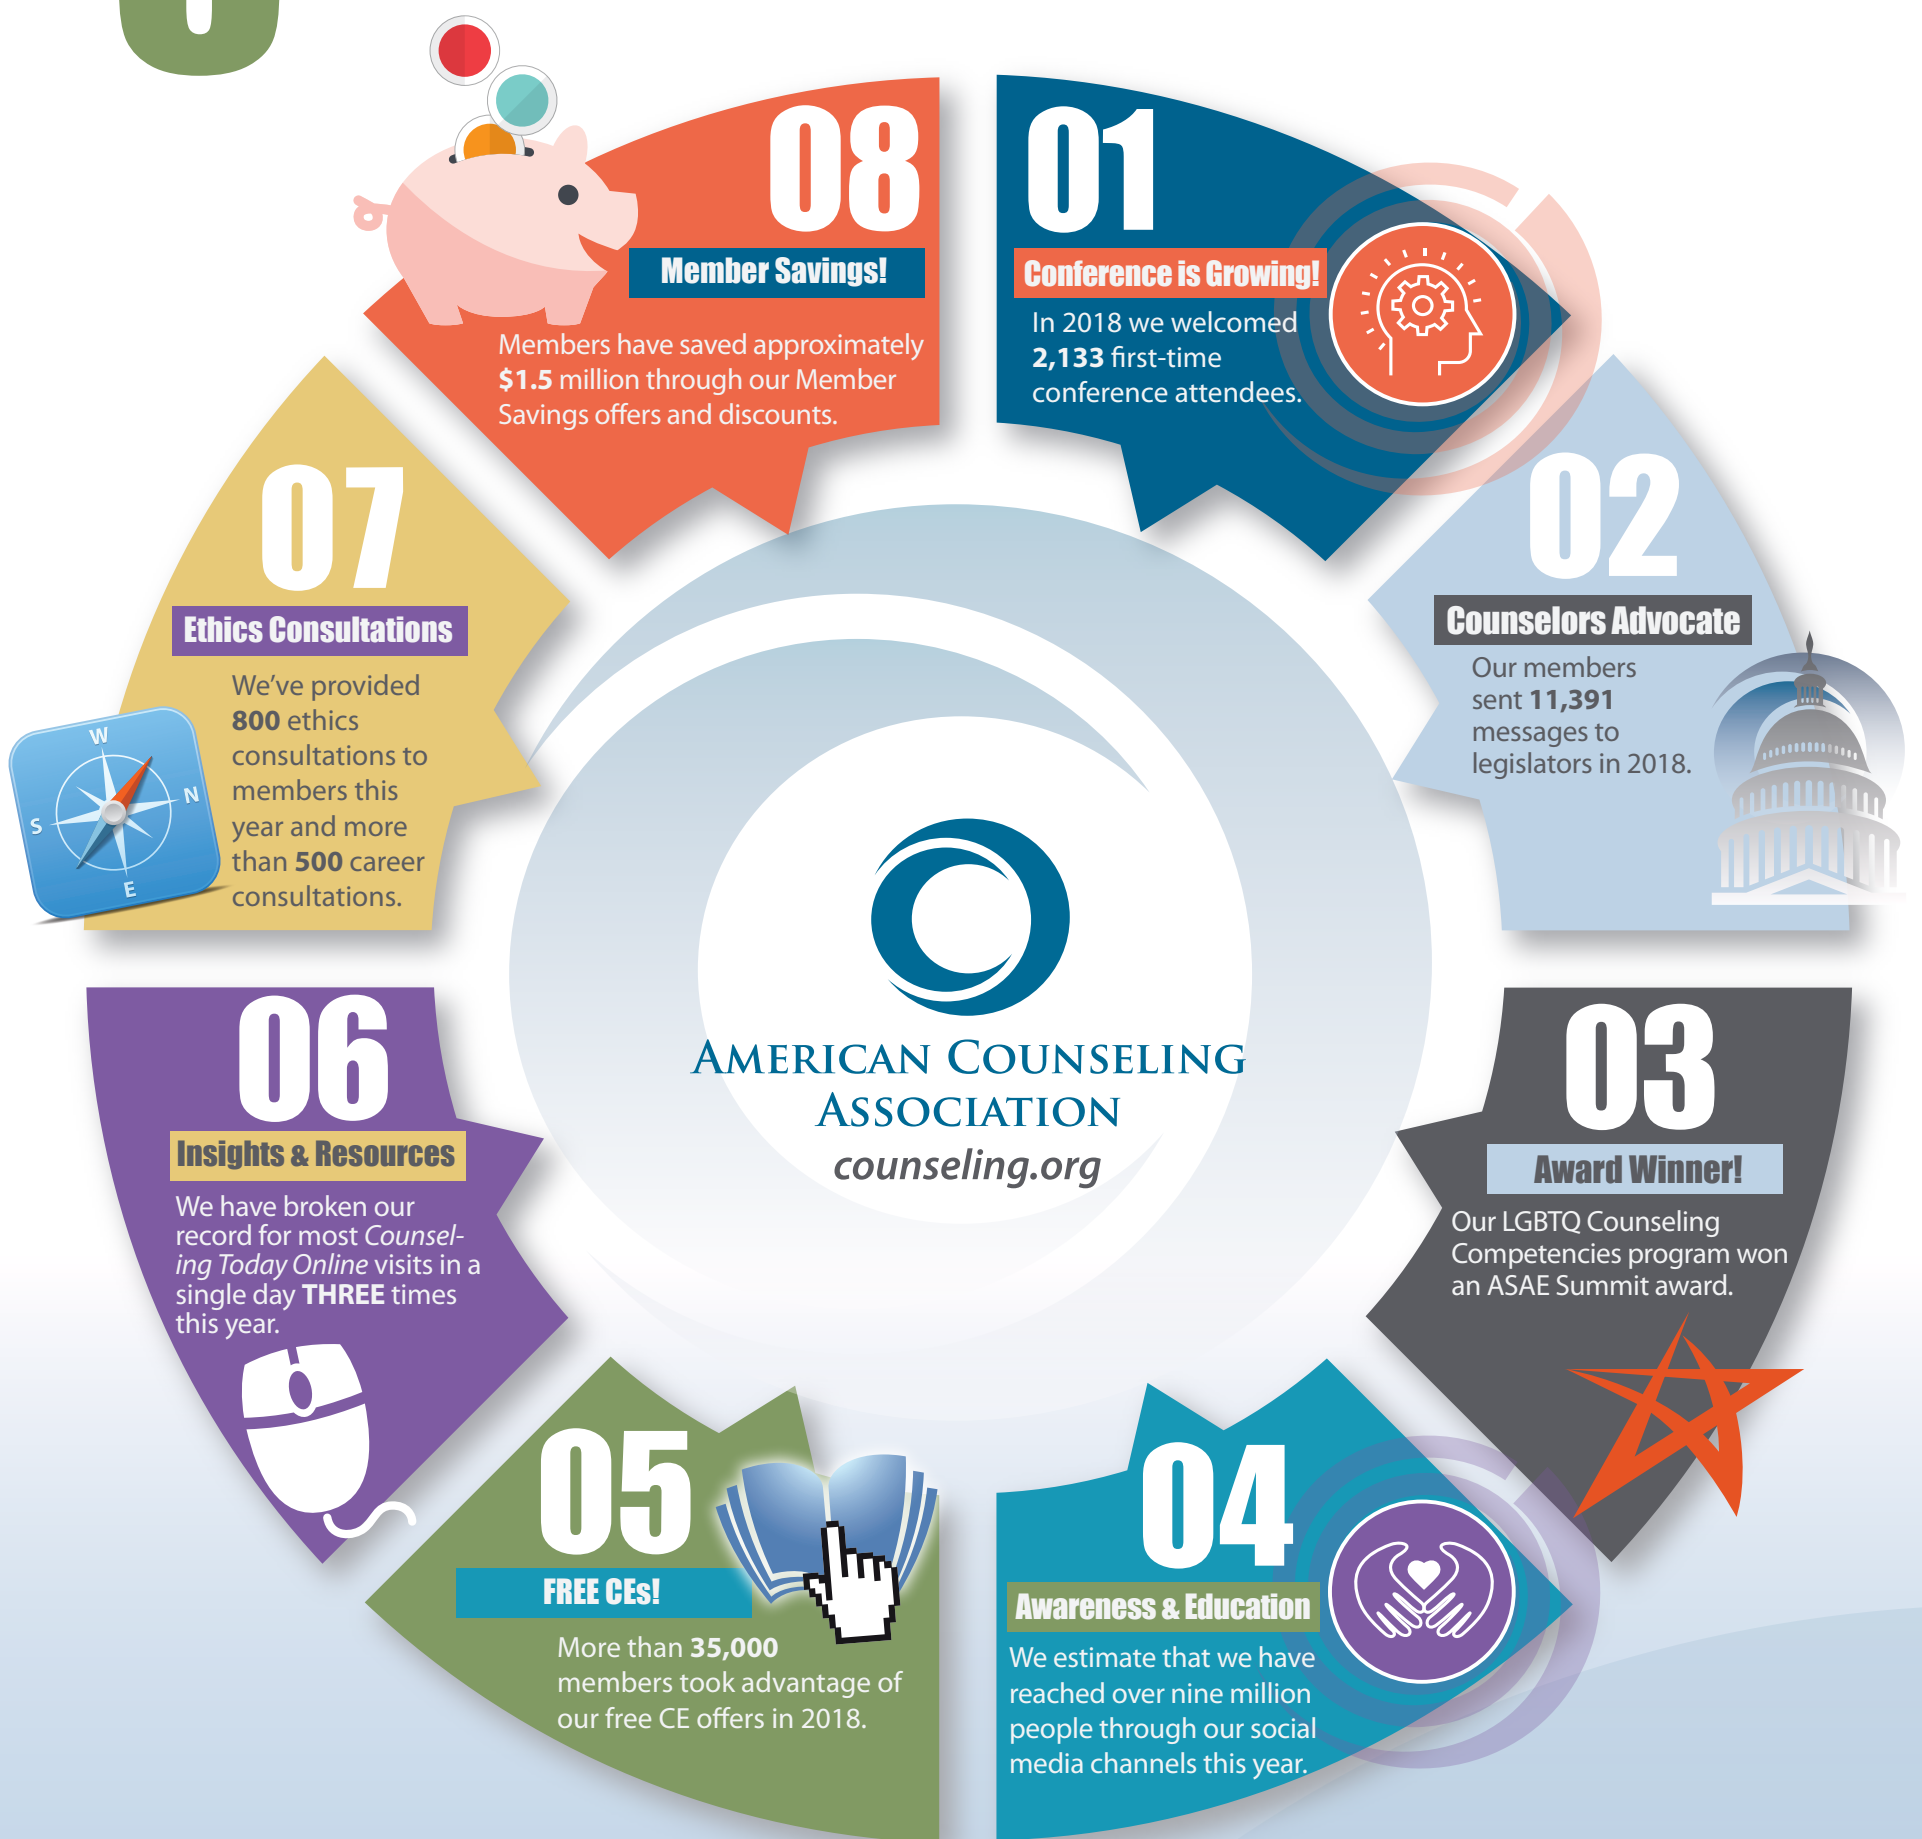 01
Conference is Growing!
In 2018 we welcomed
2,133 first-time
conference attendees.
02
Counselors Advocate
Our members
sent 11,391
messages to
legislators in 2018.
03
Award Winner!
Our LGBTQ Counseling
Competencies program won
an ASAE Summit award.
04
Awareness & Education
We estimate that we have
reached over nine million
people through our social
media channels this year.
05
FREE CEs!
More than 35,000
members took advantage of
our free CE offers in 2018.
06
Insights & Resources
We have broken our
record for most Counsel-
ing Today Online visits in a
single day THREE times
this year.
07
Ethics Consultations
We've provided
800 ethics
consultations to
members this
year and more
than 500 career
consultations.
W
N
S
E
08
Member Savings!
Members have saved approximately
$1.5 million through our Member
Savings offers and discounts.
AMERICAN COUNSELING
ASSOCIATION
counseling.org